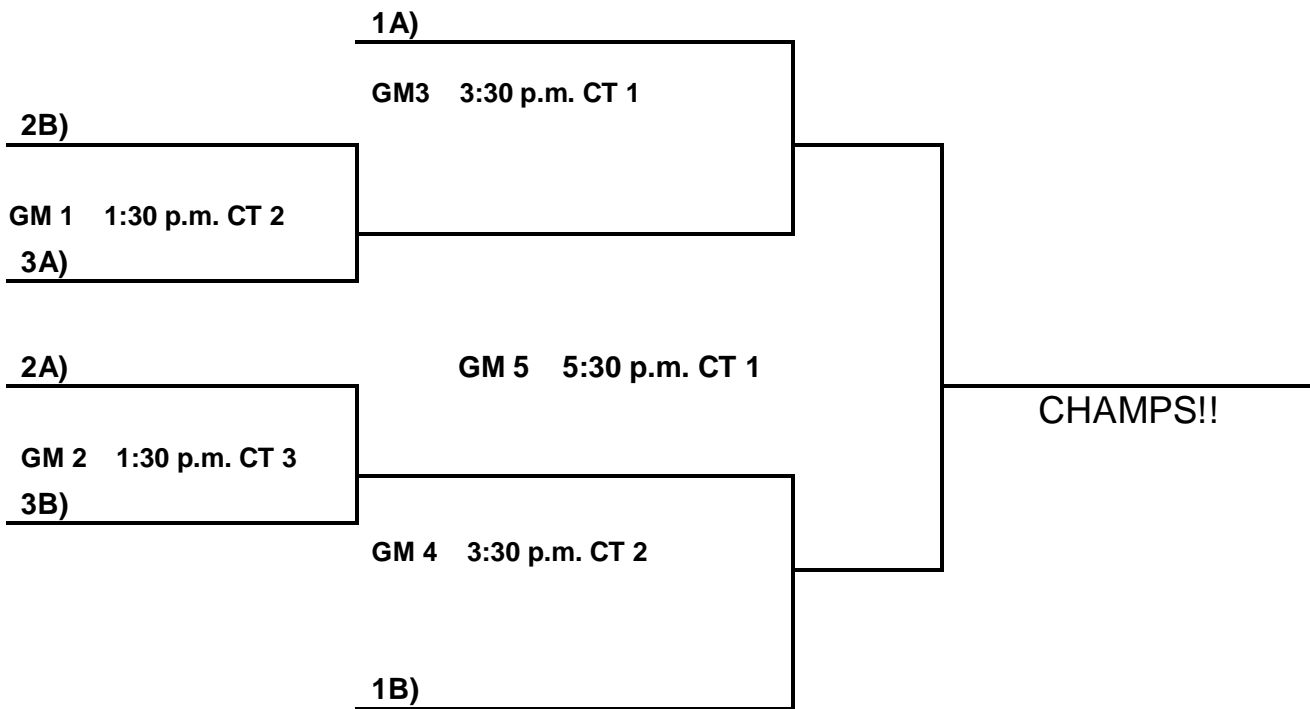 1A)
GM3 3:30 p.m. CT 1
2B)
GM 1 1:30 p.m. CT 2
3A)
2A)
GM 5 5:30 p.m. CT 1
CHAMPS!!
GM 2 1:30 p.m. CT 3
3B)
GM 4 3:30 p.m. CT 2
1B)